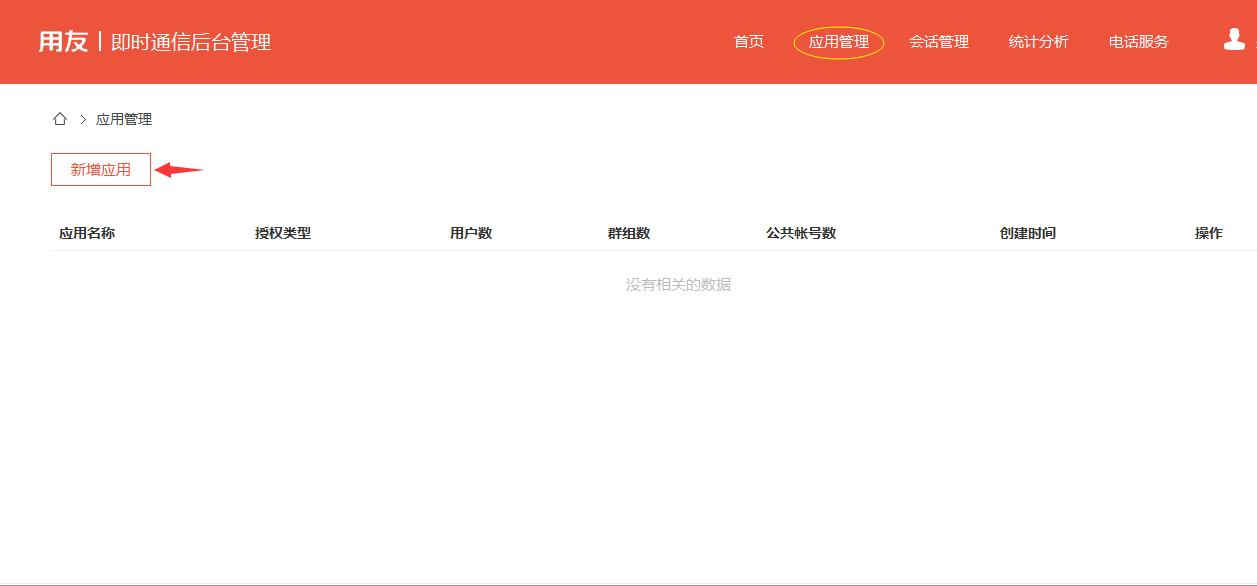 用友 | 即时通信后台管理 首页 应用管理 会话管理 统计分析 电话服务
> 应用管理
新增应用
应用名称 授权类型 用户数 群组数 公共帐号数 创建时间 操作
没有相关的数据